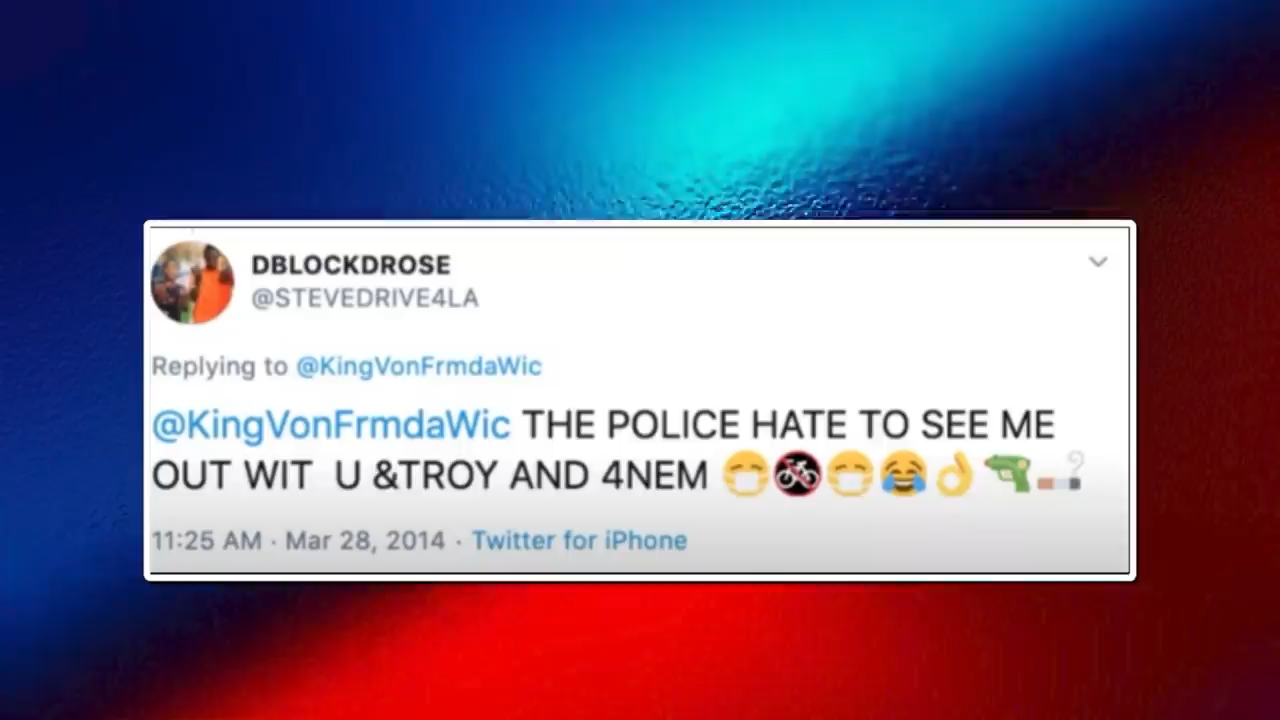 DBLOCKDROSE
@STEVEDRIVE4LA
Replying to @KingVonFrmdaWic
@KingVonFrmdaWic THE POLICE HATE TO SEE ME
OUT WIT U &TROY AND 4NEM 😷🚳😷😂👌🔫🚬
11:25 AM · Mar 28, 2014 · Twitter for iPhone